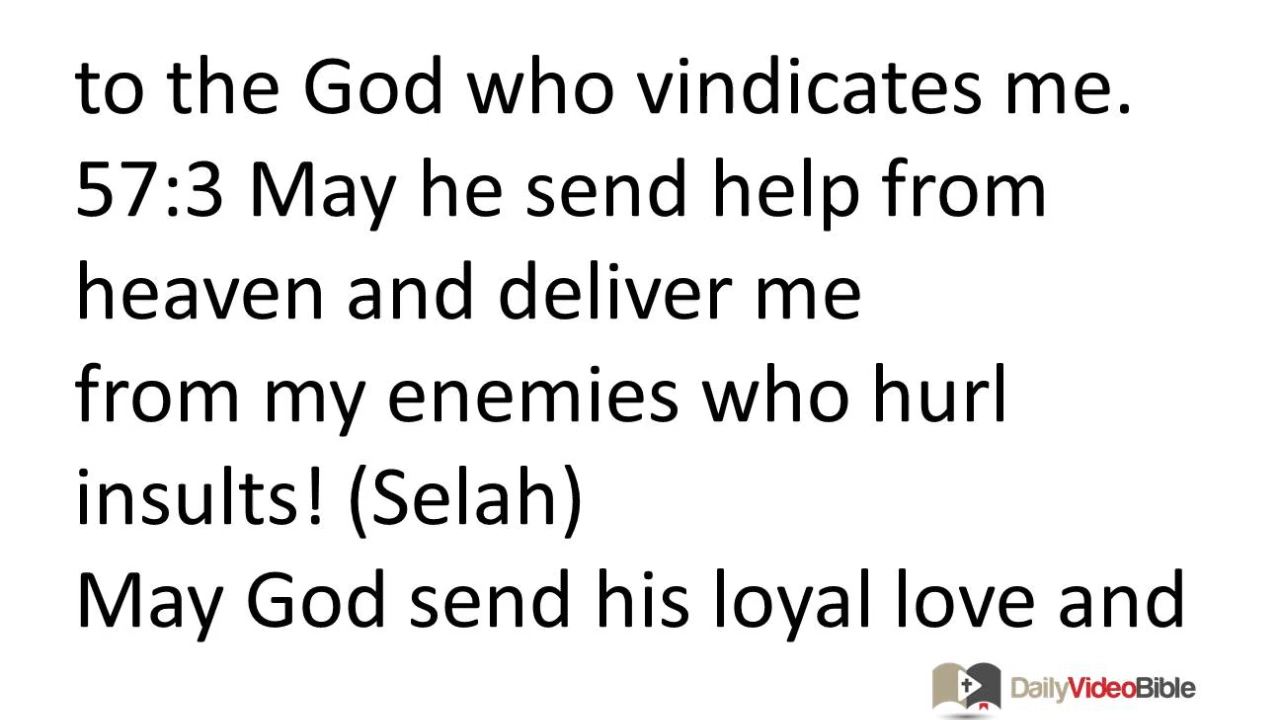 to the God who vindicates me.
57:3 May he send help from
heaven and deliver me
from my enemies who hurl
insults! (Selah)
May God send his loyal love and
DailyVideoBible